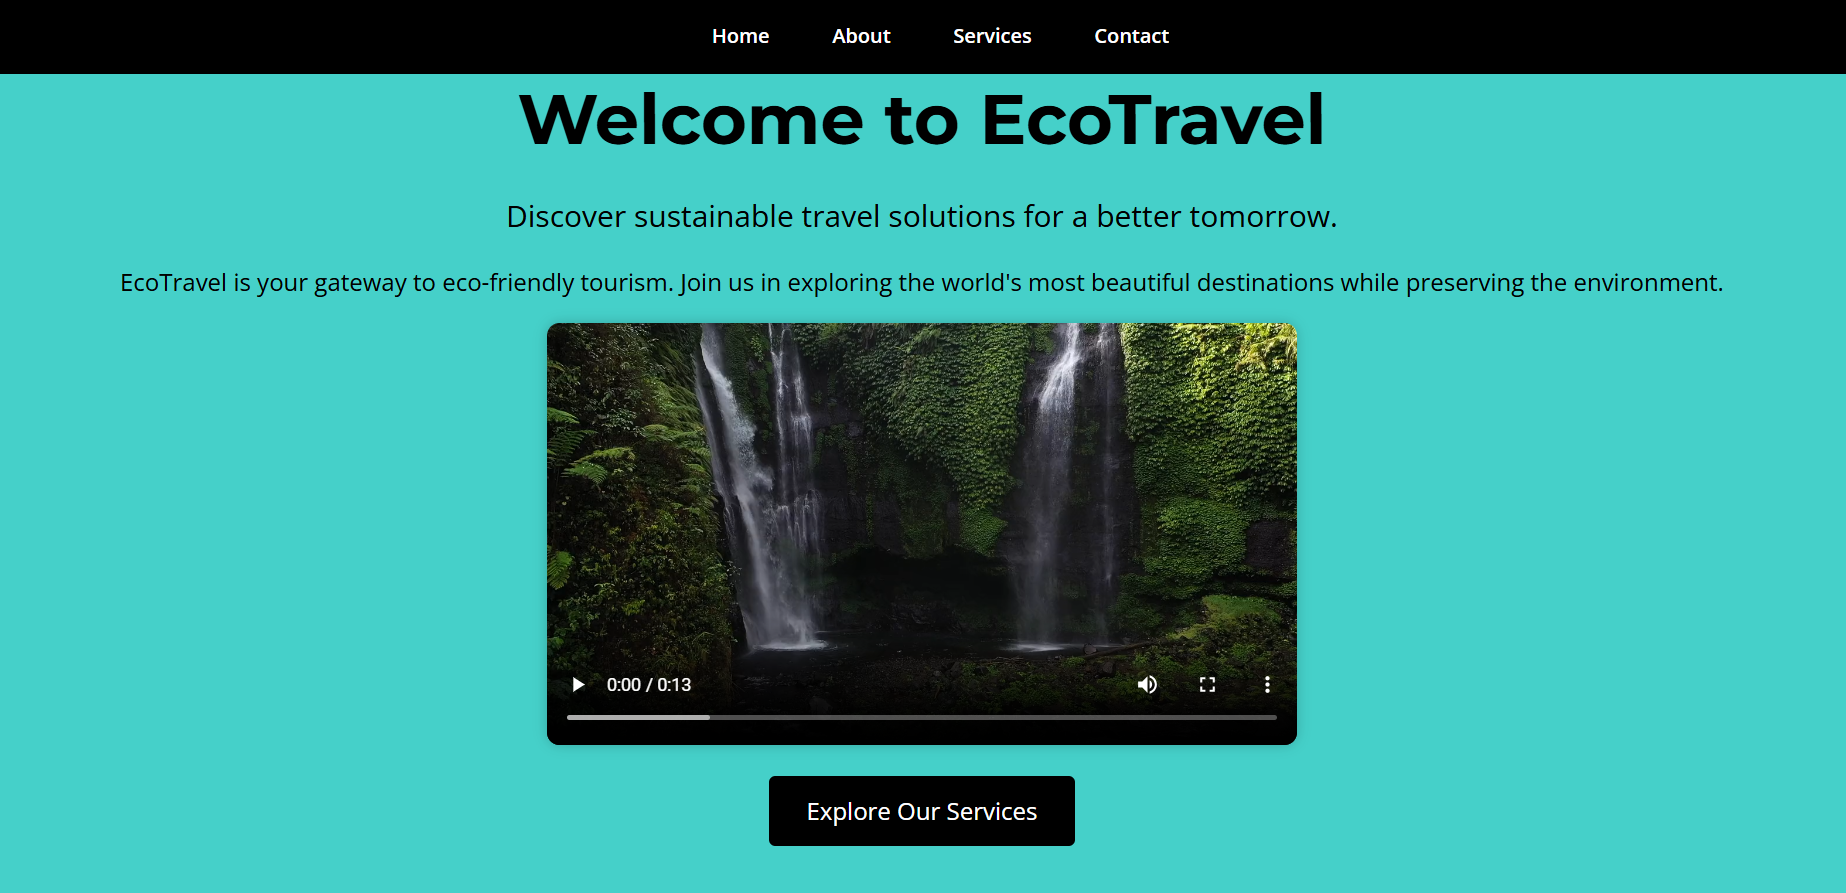 Home About Services Contact
Welcome to EcoTravel
Discover sustainable travel solutions for a better tomorrow.
EcoTravel is your gateway to eco-friendly tourism. Join us in exploring the world's most beautiful destinations while preserving the environment.
0:00 / 0:13
Explore Our Services